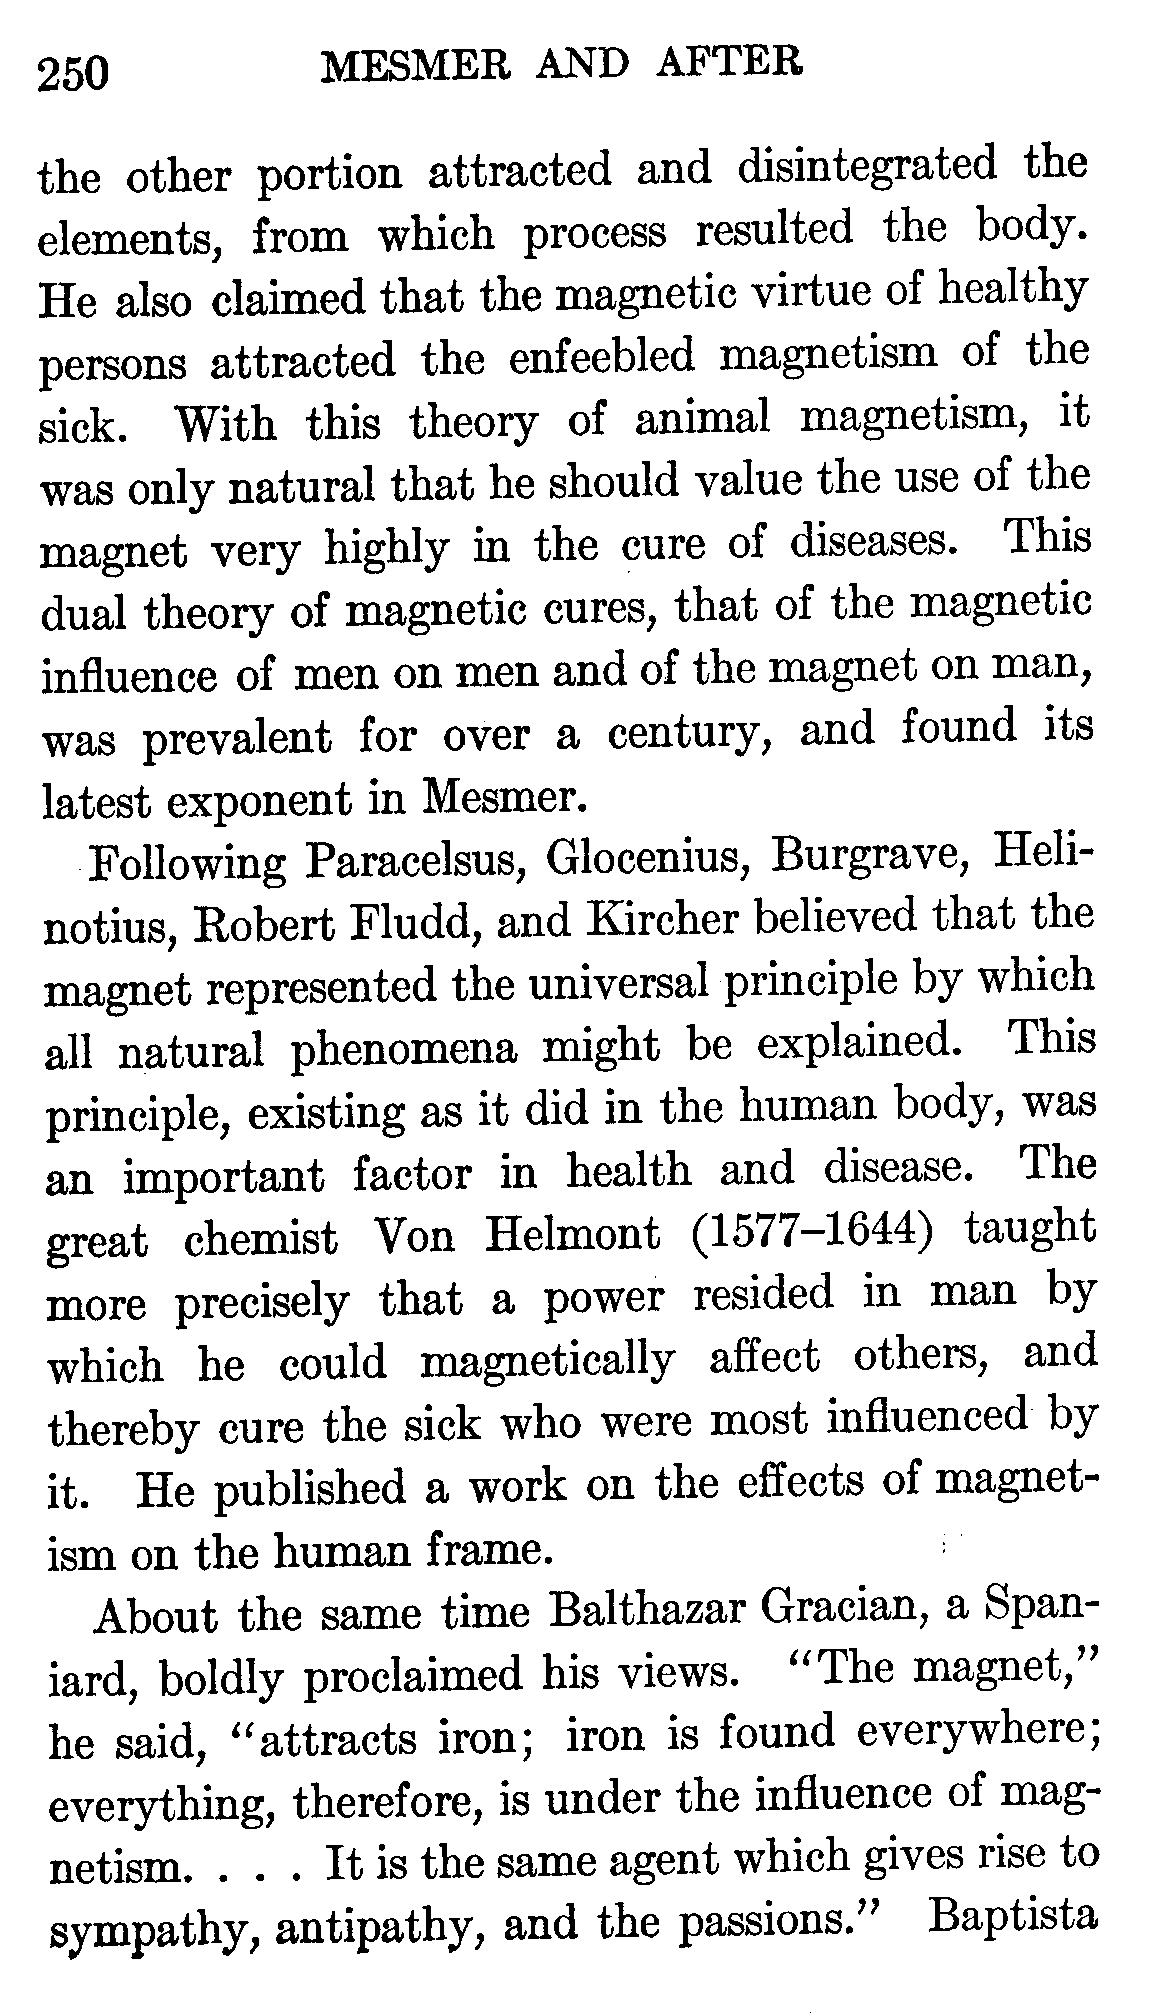 250 MESMER AND AFTER
the other portion attracted and disintegrated the
elements, from which process resulted the body.
He also claimed that the magnetic virtue of healthy
persons attracted the enfeebled magnetism of the
sick. With this theory of animal magnetism, it
was only natural that he should value the use of the
magnet very highly in the cure of diseases. This
dual theory of magnetic cures, that of the magnetic
influence of men on men and of the magnet on man,
was prevalent for over a century, and found its
latest exponent in Mesmer.
Following Paracelsus, Glocenius, Burgrave, Heli-
notius, Robert Fludd, and Kircher believed that the
magnet represented the universal principle by which
all natural phenomena might be explained. This
principle, existing as it did in the human body, was
an important factor in health and disease. The
great chemist Von Helmont (1577–1644) taught
more precisely that a power resided in man by
which he could magnetically affect others, and
thereby cure the sick who were most influenced by
it. He published a work on the effects of magnet-
ism on the human frame.
About the same time Balthazar Gracian, a Span-
iard, boldly proclaimed his views. “The magnet,”
he said, “attracts iron; iron is found everywhere;
everything, therefore, is under the influence of mag-
netism. . . . It is the same agent which gives rise to
sympathy, antipathy, and the passions.” Baptista